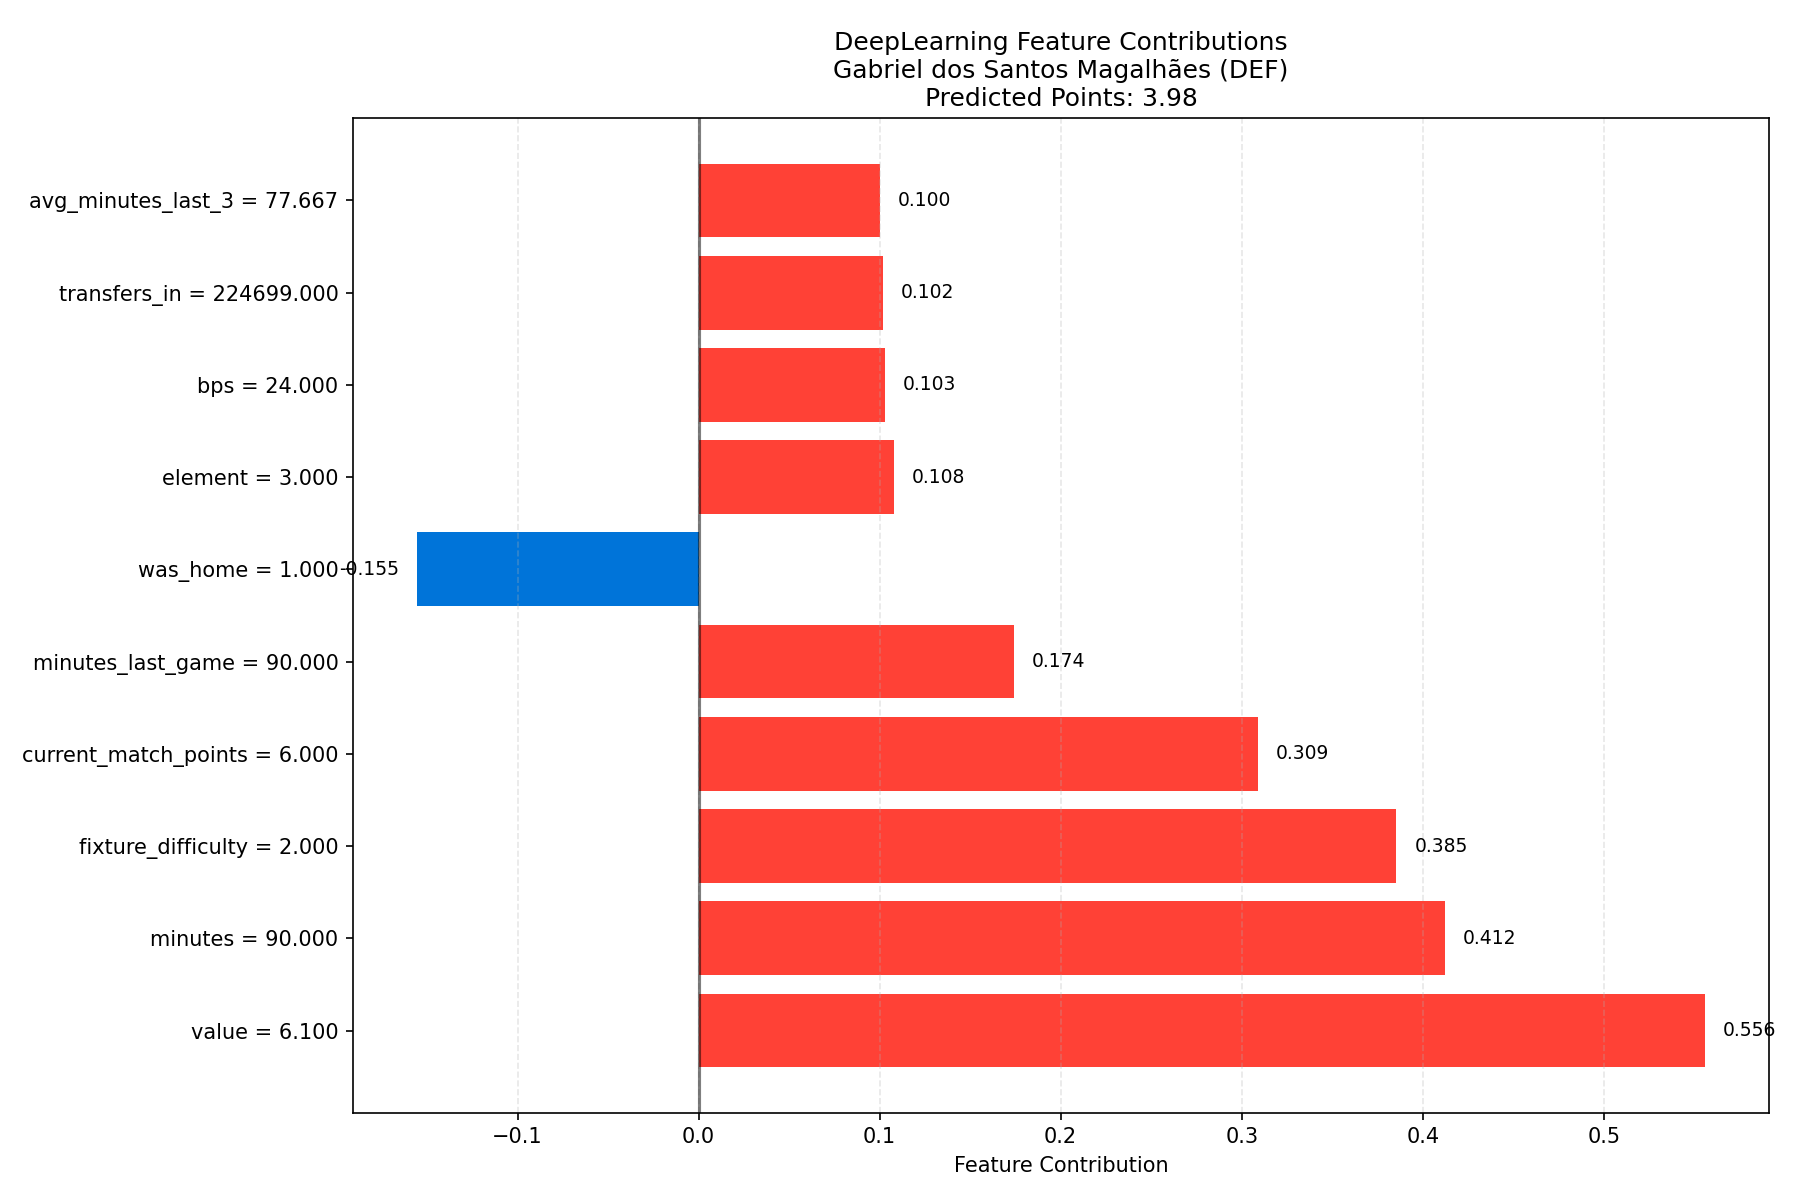 DeepLearning Feature Contributions
Gabriel dos Santos Magalhães (DEF)
Predicted Points: 3.98
avg_minutes_last_3 = 77.667 0.100
transfers_in = 224699.000 0.102
bps = 24.000 0.103
element = 3.000 0.108
was_home = 1.000 −0.155
minutes_last_game = 90.000 0.174
current_match_points = 6.000 0.309
fixture_difficulty = 2.000 0.385
minutes = 90.000 0.412
value = 6.100 0.556
−0.1 0.0 0.1 0.2 0.3 0.4 0.5
Feature Contribution